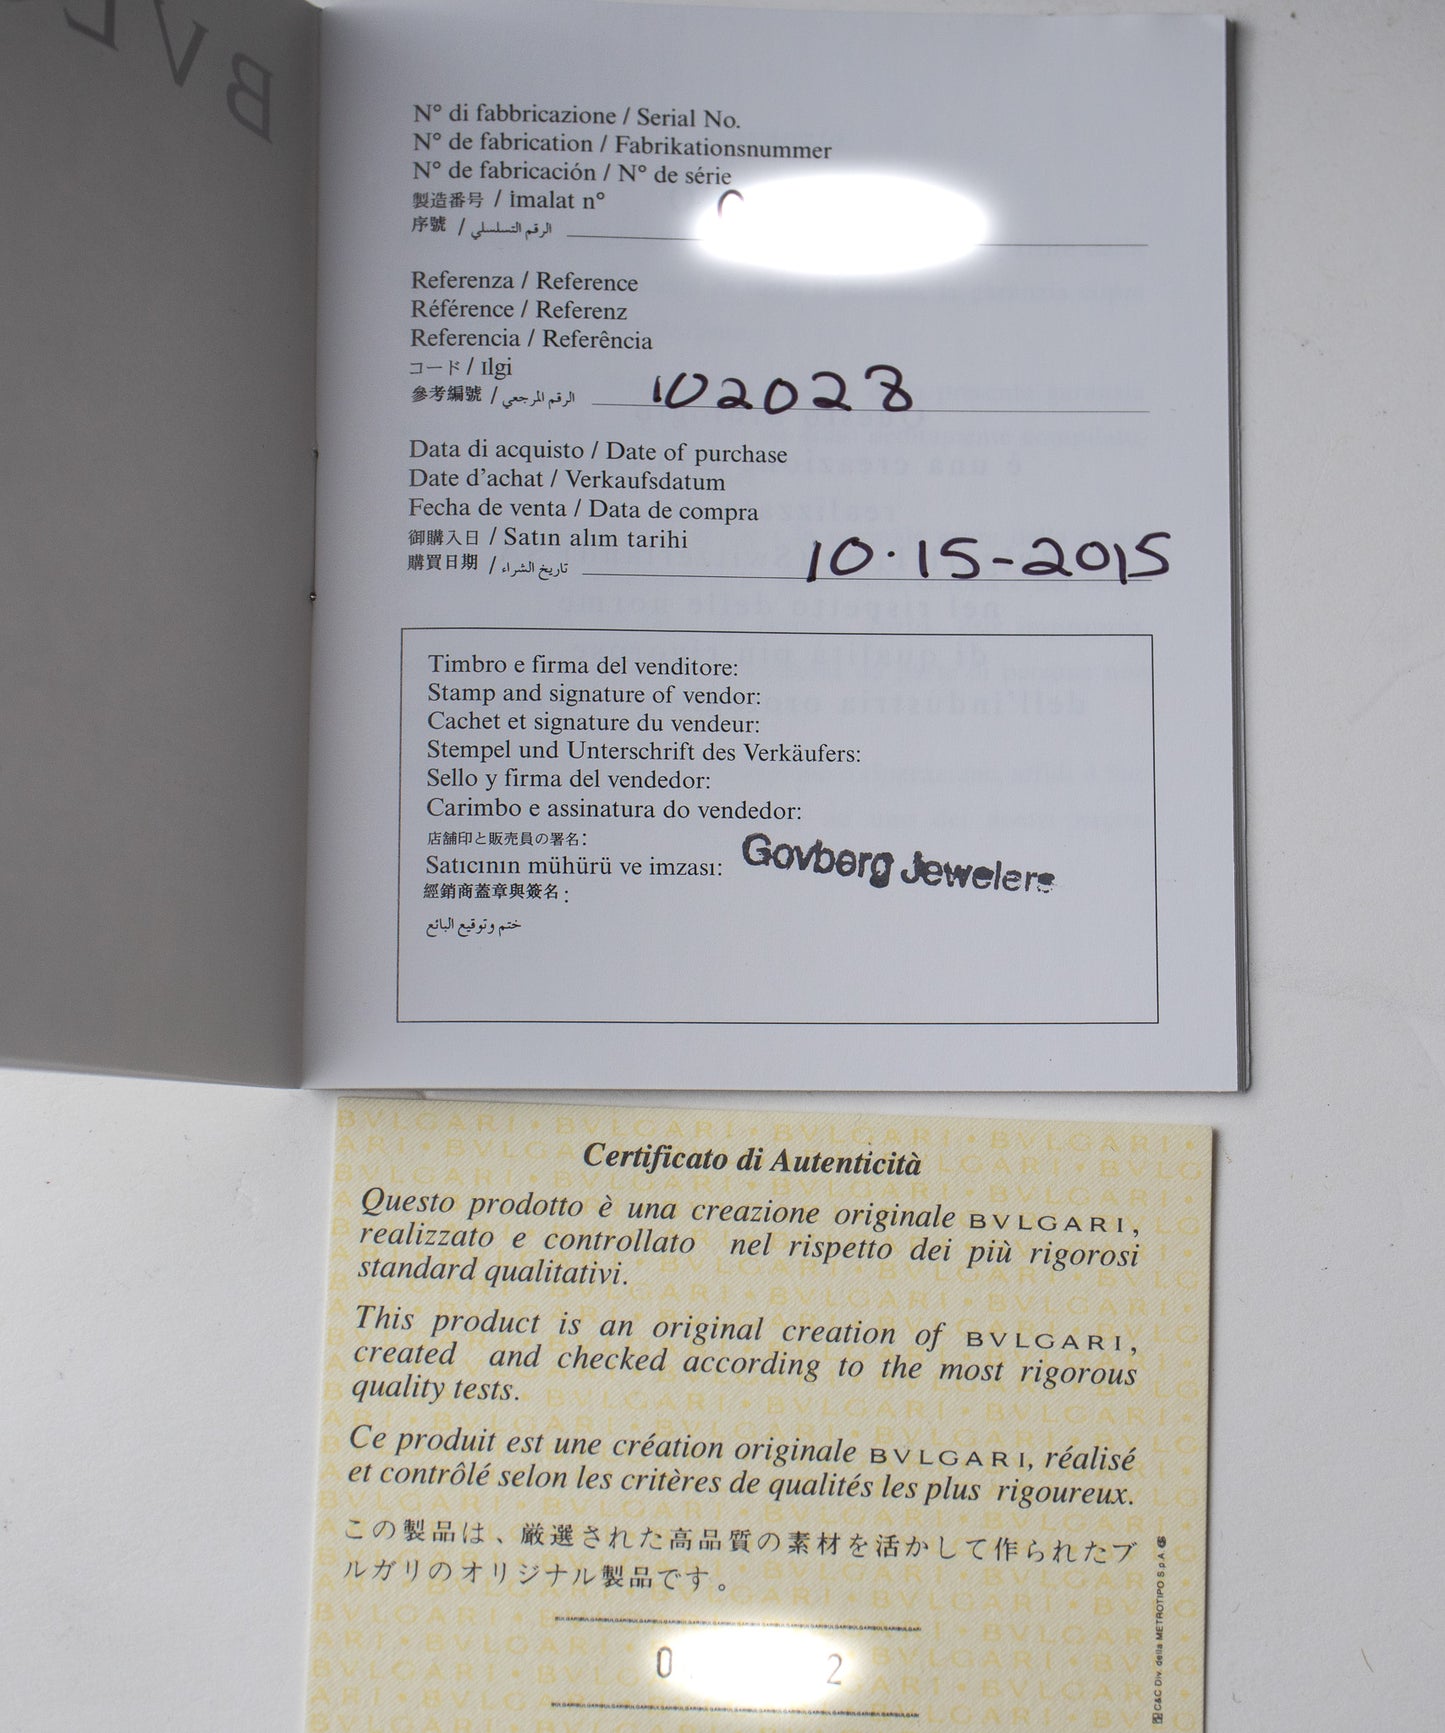 BVL
N° di fabbricazione / Serial No.
N° de fabrication / Fabrikationsnummer
N° de fabricación / N° de série
製造番号 / İmalat n°
序號 / الرقم التسلسلي
Referenza / Reference
Référence / Referenz
Referencia / Referência
コード / Ilgi
參考編號 / الرقم المرجعي 102028
Data di acquisto / Date of purchase
Date d'achat / Verkaufsdatum
Fecha de venta / Data de compra
御購入日 / Satın alım tarihi
購買日期 / تاريخ الشراء 10·15-2015
Timbro e firma del venditore:
Stamp and signature of vendor:
Cachet et signature du vendeur:
Stempel und Unterschrift des Verkäufers:
Sello y firma del vendedor:
Carimbo e assinatura do vendedor:
店舗印と販売員の署名:
Satıcının mühürü ve imzası: Govberg Jewelers
經銷商蓋章與簽名:
ختم وتوقيع البائع
Certificato di Autenticità
Questo prodotto è una creazione originale BVLGARI,
realizzato e controllato nel rispetto dei più rigorosi
standard qualitativi.
This product is an original creation of BVLGARI,
created and checked according to the most rigorous
quality tests.
Ce produit est une création originale BVLGARI, réalisé
et contrôlé selon les critères de qualités les plus rigoureux.
この製品は、厳選された高品質の素材を活かして作られたブ
ルガリのオリジナル製品です。
0 2
C&C Div. della METROTIPO S.p.A.